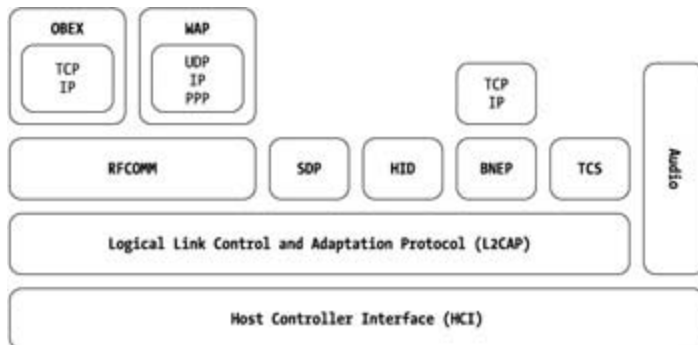 OBEX
TCP
IP
WAP
UDP
IP
PPP
TCP
IP
Audio
RFCOMM
SDP
HID
BNEP
TCS
Logical Link Control and Adaptation Protocol (L2CAP)
Host Controller Interface (HCI)